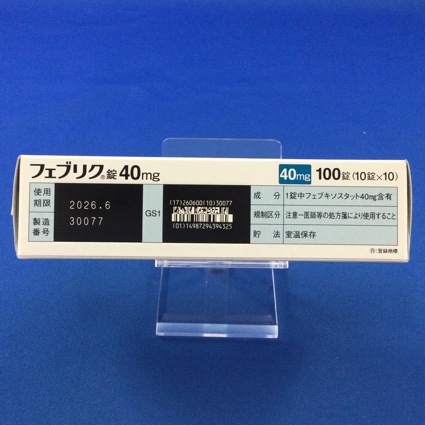 フェブリク®錠40mg
40mg 100錠(10錠×10)
使用期限 2026.6
製造番号 30077
GS1
(17)260600(10)30077
(01)14987294394325
成分 1錠中フェブキソスタット40mg含有
規制区分 注意-医師等の処方箋により使用すること
貯法 室温保存
®:登録商標